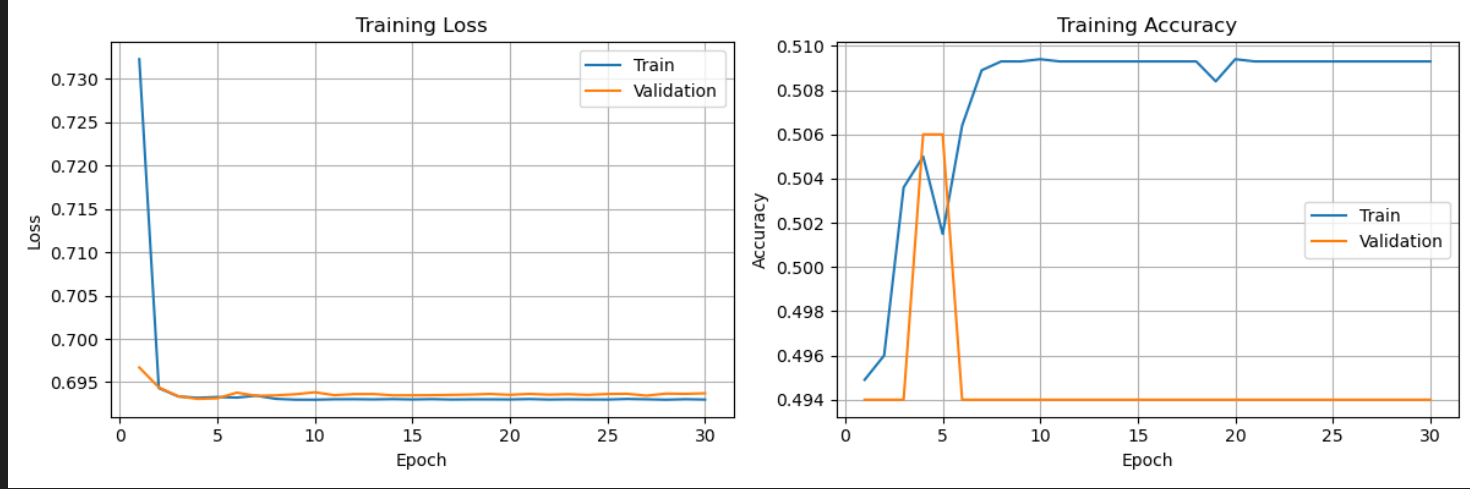 Training Loss
0.730
0.725
0.720
0.715
0.710
0.705
0.700
0.695
Loss
0 5 10 15 20 25 30
Epoch
Train
Validation
Training Accuracy
0.510
0.508
0.506
0.504
0.502
0.500
0.498
0.496
0.494
Accuracy
0 5 10 15 20 25 30
Epoch
Train
Validation